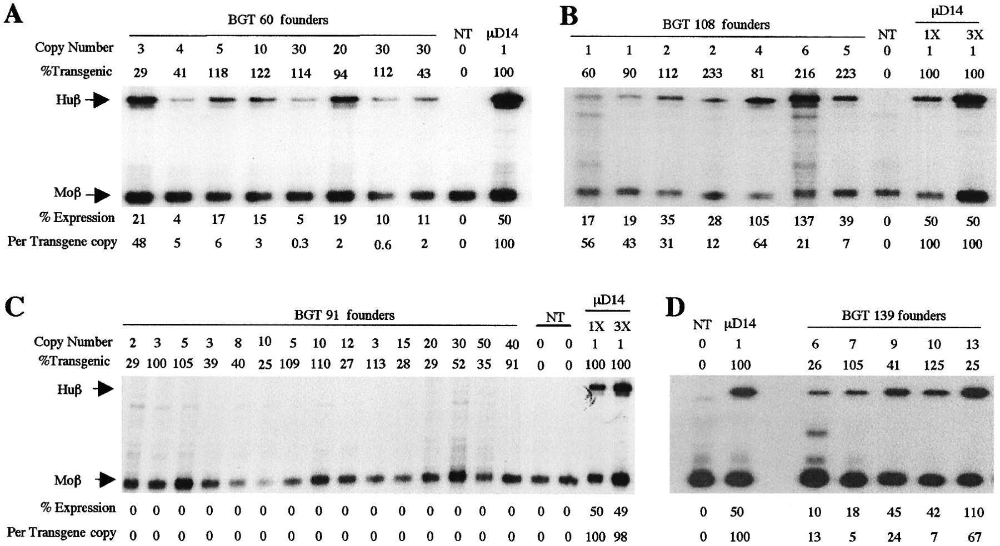 A
BGT 60 founders
NT μD14
Copy Number 3 4 5 10 30 20 30 30 0 1
%Transgenic 29 41 118 122 114 94 112 43 0 100
Huβ
Moβ
% Expression 21 4 17 15 5 19 10 11 0 50
Per Transgene copy 48 5 6 3 0.3 2 0.6 2 0 100
B
μD14
BGT 108 founders
NT 1X 3X
1 1 2 2 4 6 5 0 1 1
60 90 112 233 81 216 223 0 100 100
17 19 35 28 105 137 39 0 50 50
56 43 31 12 64 21 7 0 100 100
C
μD14
BGT 91 founders
NT
1X 3X
Copy Number 2 3 5 3 8 10 5 10 12 3 15 20 30 50 40 0 0 1 1
%Transgenic 29 100 105 39 40 25 109 110 27 113 28 29 52 35 91 0 0 100 100
Huβ
Moβ
% Expression 0 0 0 0 0 0 0 0 0 0 0 0 0 0 0 0 0 50 49
Per Transgene copy 0 0 0 0 0 0 0 0 0 0 0 0 0 0 0 0 0 100 98
D
NT μD14
BGT 139 founders
0 1 6 7 9 10 13
0 100 26 105 41 125 25
0 50 10 18 45 42 110
0 100 13 5 24 7 67